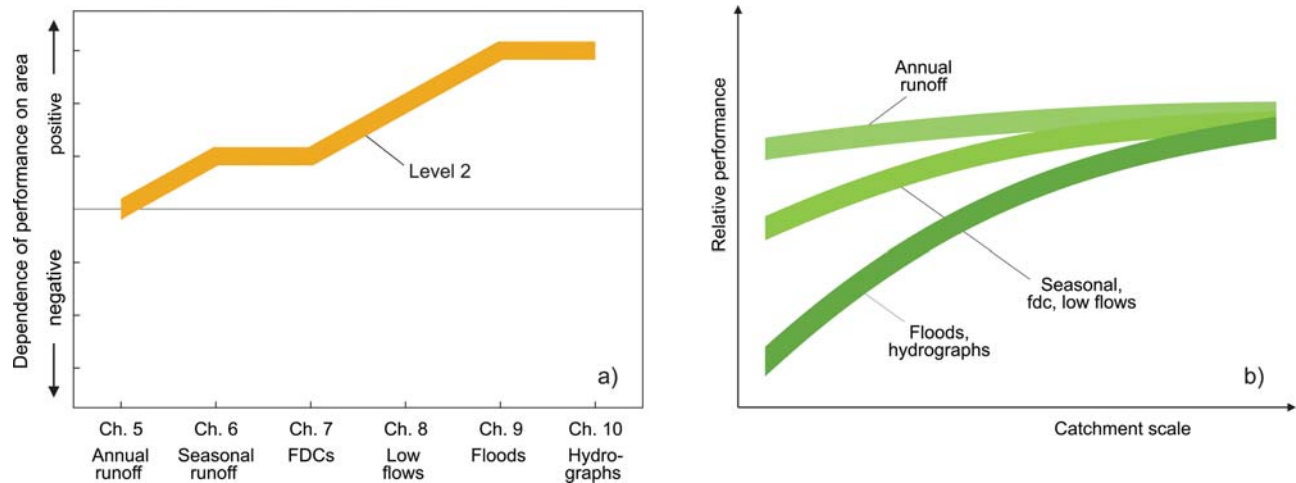 Dependence of performance on area
negative
positive
Level 2
a)
Ch. 5
Annual
runoff
Ch. 6
Seasonal
runoff
Ch. 7
FDCs
Ch. 8
Low
flows
Ch. 9
Floods
Ch. 10
Hydro-
graphs
Relative performance
Annual
runoff
Seasonal,
fdc, low flows
Floods,
hydrographs
b)
Catchment scale